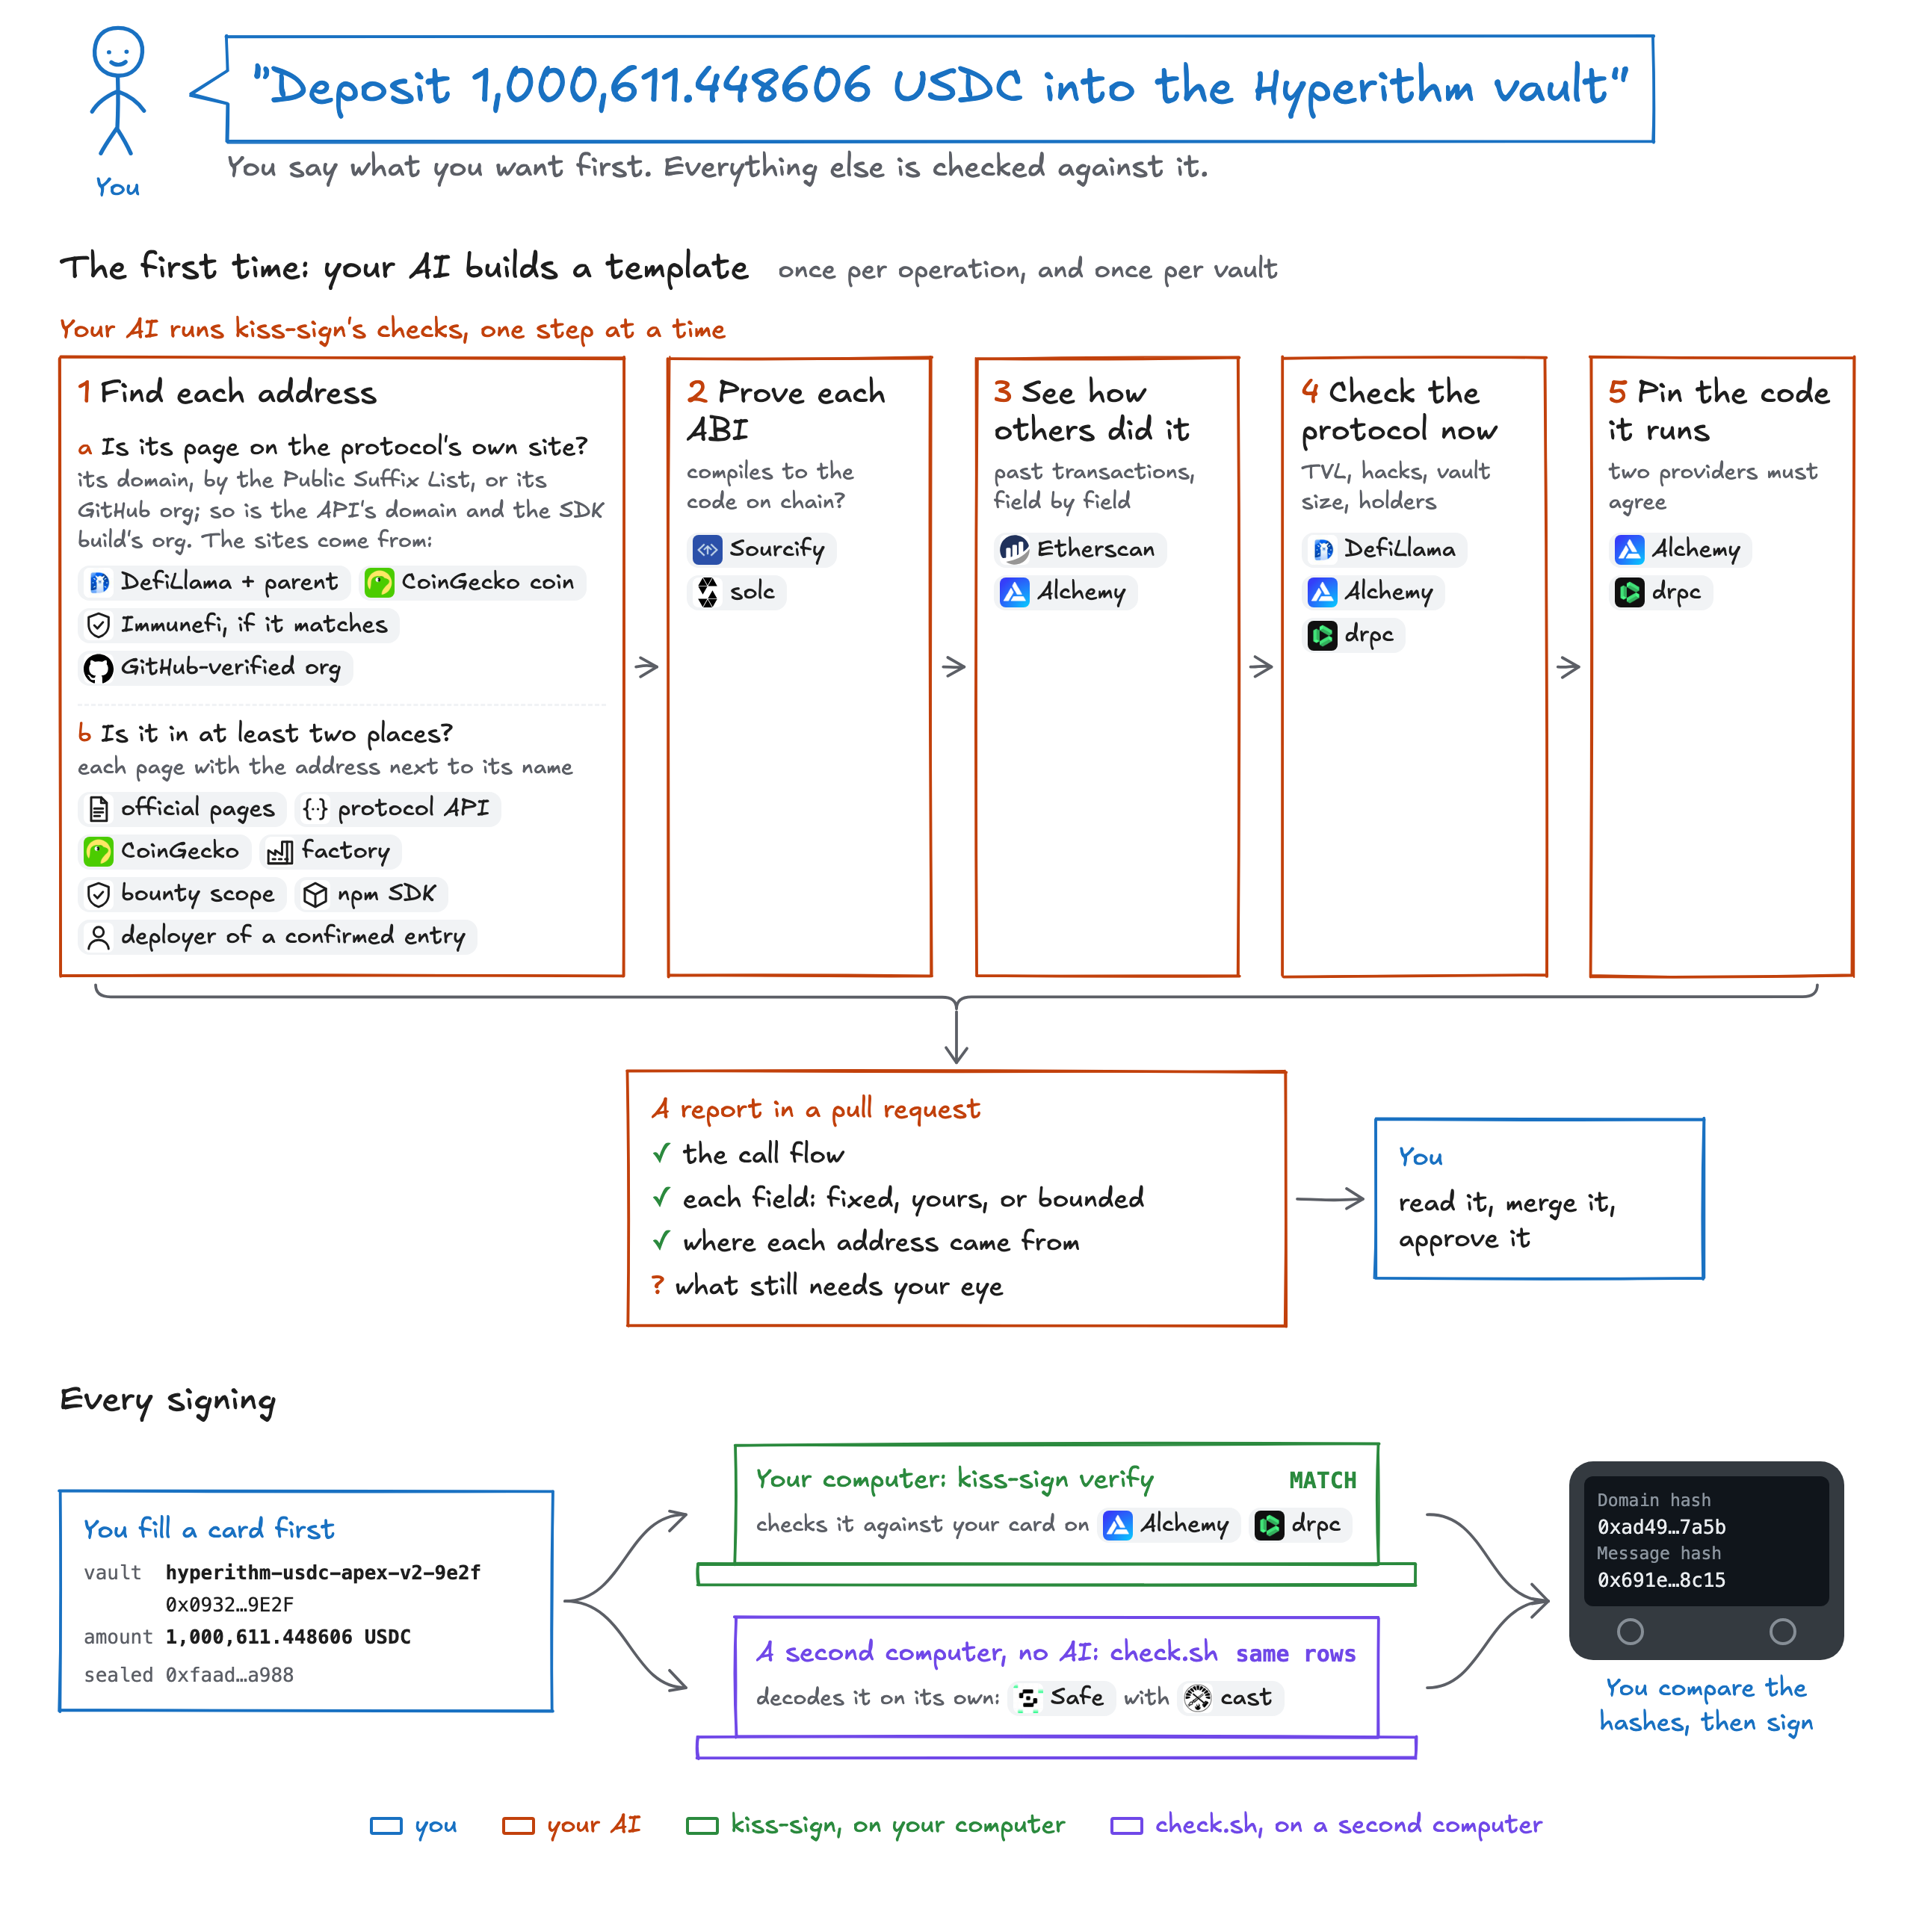 "Deposit 1,000,611.448606 USDC into the Hyperithm vault"
You
You say what you want first. Everything else is checked against it.
The first time: your AI builds a template once per operation, and once per vault
Your AI runs kiss-sign's checks, one step at a time
1 Find each address
a Is its page on the protocol's own site?
its domain, by the Public Suffix List, or its
GitHub org; so is the API's domain and the SDK
build's org. The sites come from:
DefiLlama + parent
CoinGecko coin
Immunefi, if it matches
GitHub-verified org
b Is it in at least two places?
each page with the address next to its name
official pages
protocol API
CoinGecko
factory
bounty scope
npm SDK
deployer of a confirmed entry
2 Prove each
ABI
compiles to the
code on chain?
Sourcify
solc
3 See how
others did it
past transactions,
field by field
Etherscan
Alchemy
4 Check the
protocol now
TVL, hacks, vault
size, holders
DefiLlama
Alchemy
drpc
5 Pin the code
it runs
two providers must
agree
Alchemy
drpc
A report in a pull request
✓ the call flow
✓ each field: fixed, yours, or bounded
✓ where each address came from
? what still needs your eye
You
read it, merge it,
approve it
Every signing
You fill a card first
vault hyperithm-usdc-apex-v2-9e2f
0x0932…9E2F
amount 1,000,611.448606 USDC
sealed 0xfaad…a988
Your computer: kiss-sign verify MATCH
checks it against your card on Alchemy drpc
A second computer, no AI: check.sh same rows
decodes it on its own: Safe with cast
Domain hash
0xad49…7a5b
Message hash
0x691e…8c15
You compare the
hashes, then sign
you
your AI
kiss-sign, on your computer
check.sh, on a second computer